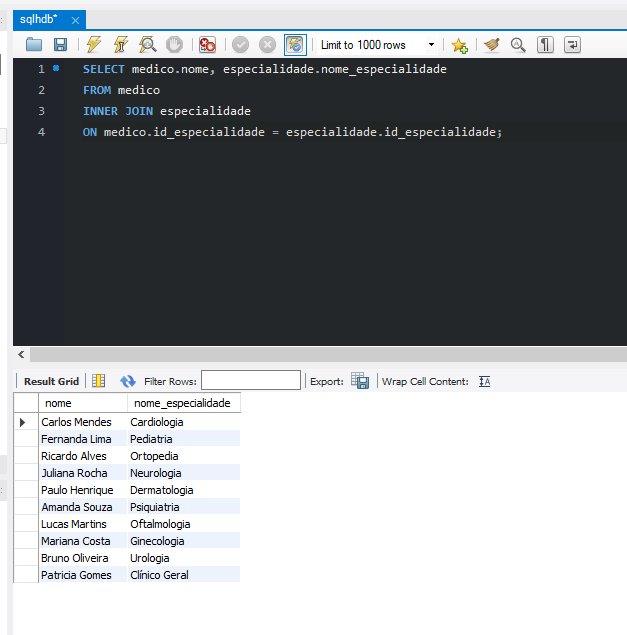 sqlhdb*
Limit to 1000 rows
1 SELECT medico.nome, especialidade.nome_especialidade
2 FROM medico
3 INNER JOIN especialidade
4 ON medico.id_especialidade = especialidade.id_especialidade;
Result Grid Filter Rows: Export: Wrap Cell Content:
nome nome_especialidade
Carlos Mendes Cardiologia
Fernanda Lima Pediatria
Ricardo Alves Ortopedia
Juliana Rocha Neurologia
Paulo Henrique Dermatologia
Amanda Souza Psiquiatria
Lucas Martins Oftalmologia
Mariana Costa Ginecologia
Bruno Oliveira Urologia
Patricia Gomes Clínico Geral